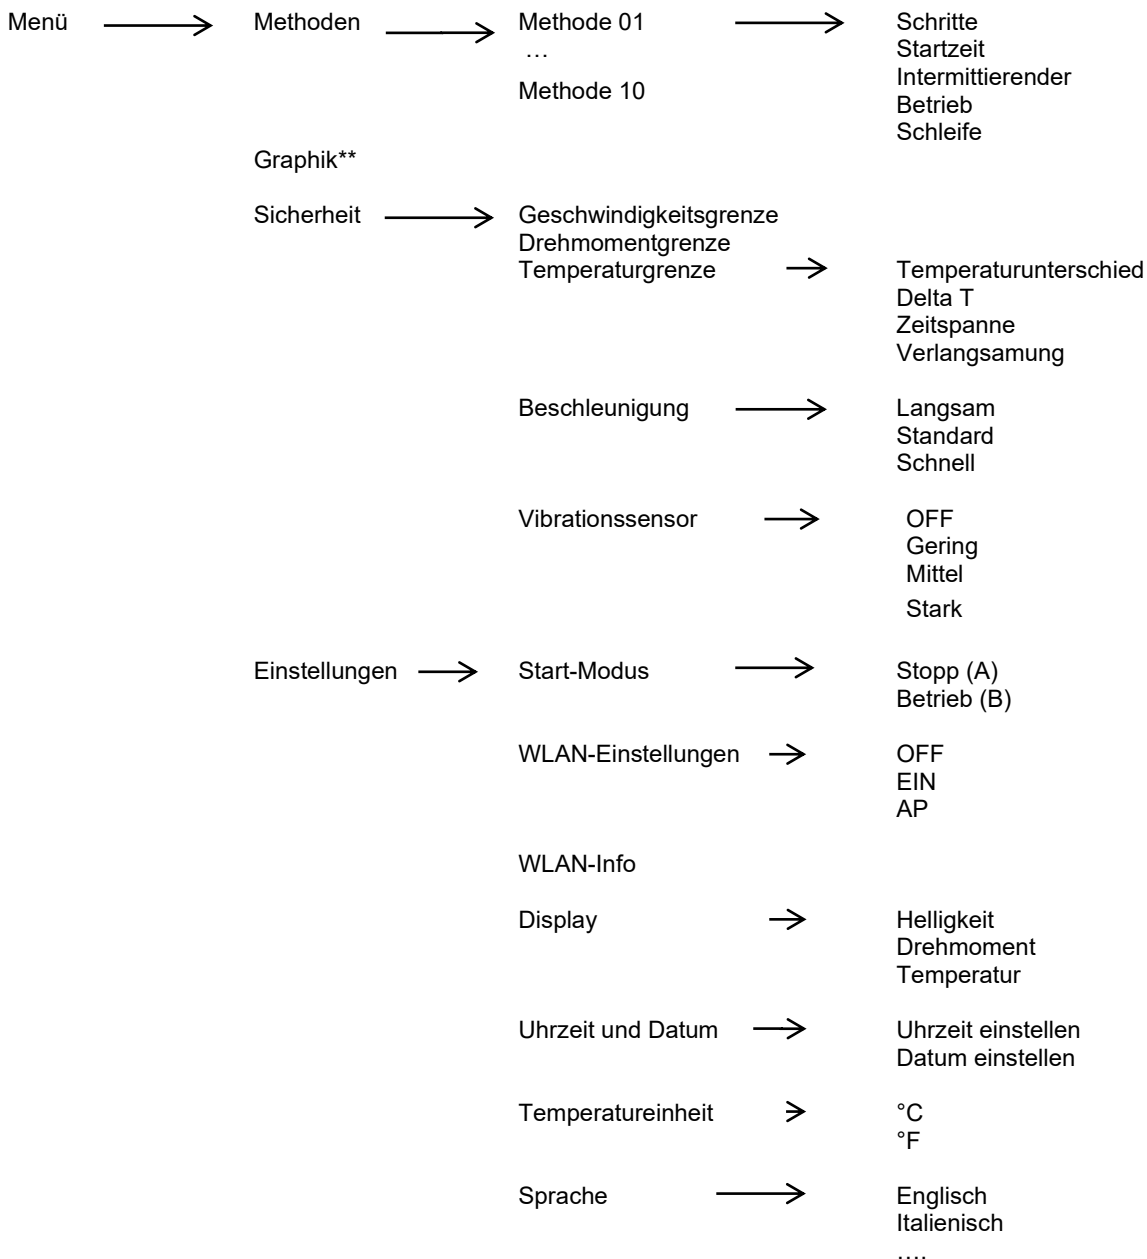 Menü Methoden Methode 01 Schritte
… Startzeit
Intermittierender
Methode 10 Betrieb
Schleife
Graphik**
Sicherheit Geschwindigkeitsgrenze
Drehmomentgrenze
Temperaturgrenze Temperaturunterschied
Delta T
Zeitspanne
Verlangsamung
Beschleunigung Langsam
Standard
Schnell
Vibrationssensor OFF
Gering
Mittel
Stark
Einstellungen Start-Modus Stopp (A)
Betrieb (B)
WLAN-Einstellungen OFF
EIN
AP
WLAN-Info
Display Helligkeit
Drehmoment
Temperatur
Uhrzeit und Datum Uhrzeit einstellen
Datum einstellen
Temperatureinheit °C
°F
Sprache Englisch
Italienisch
….